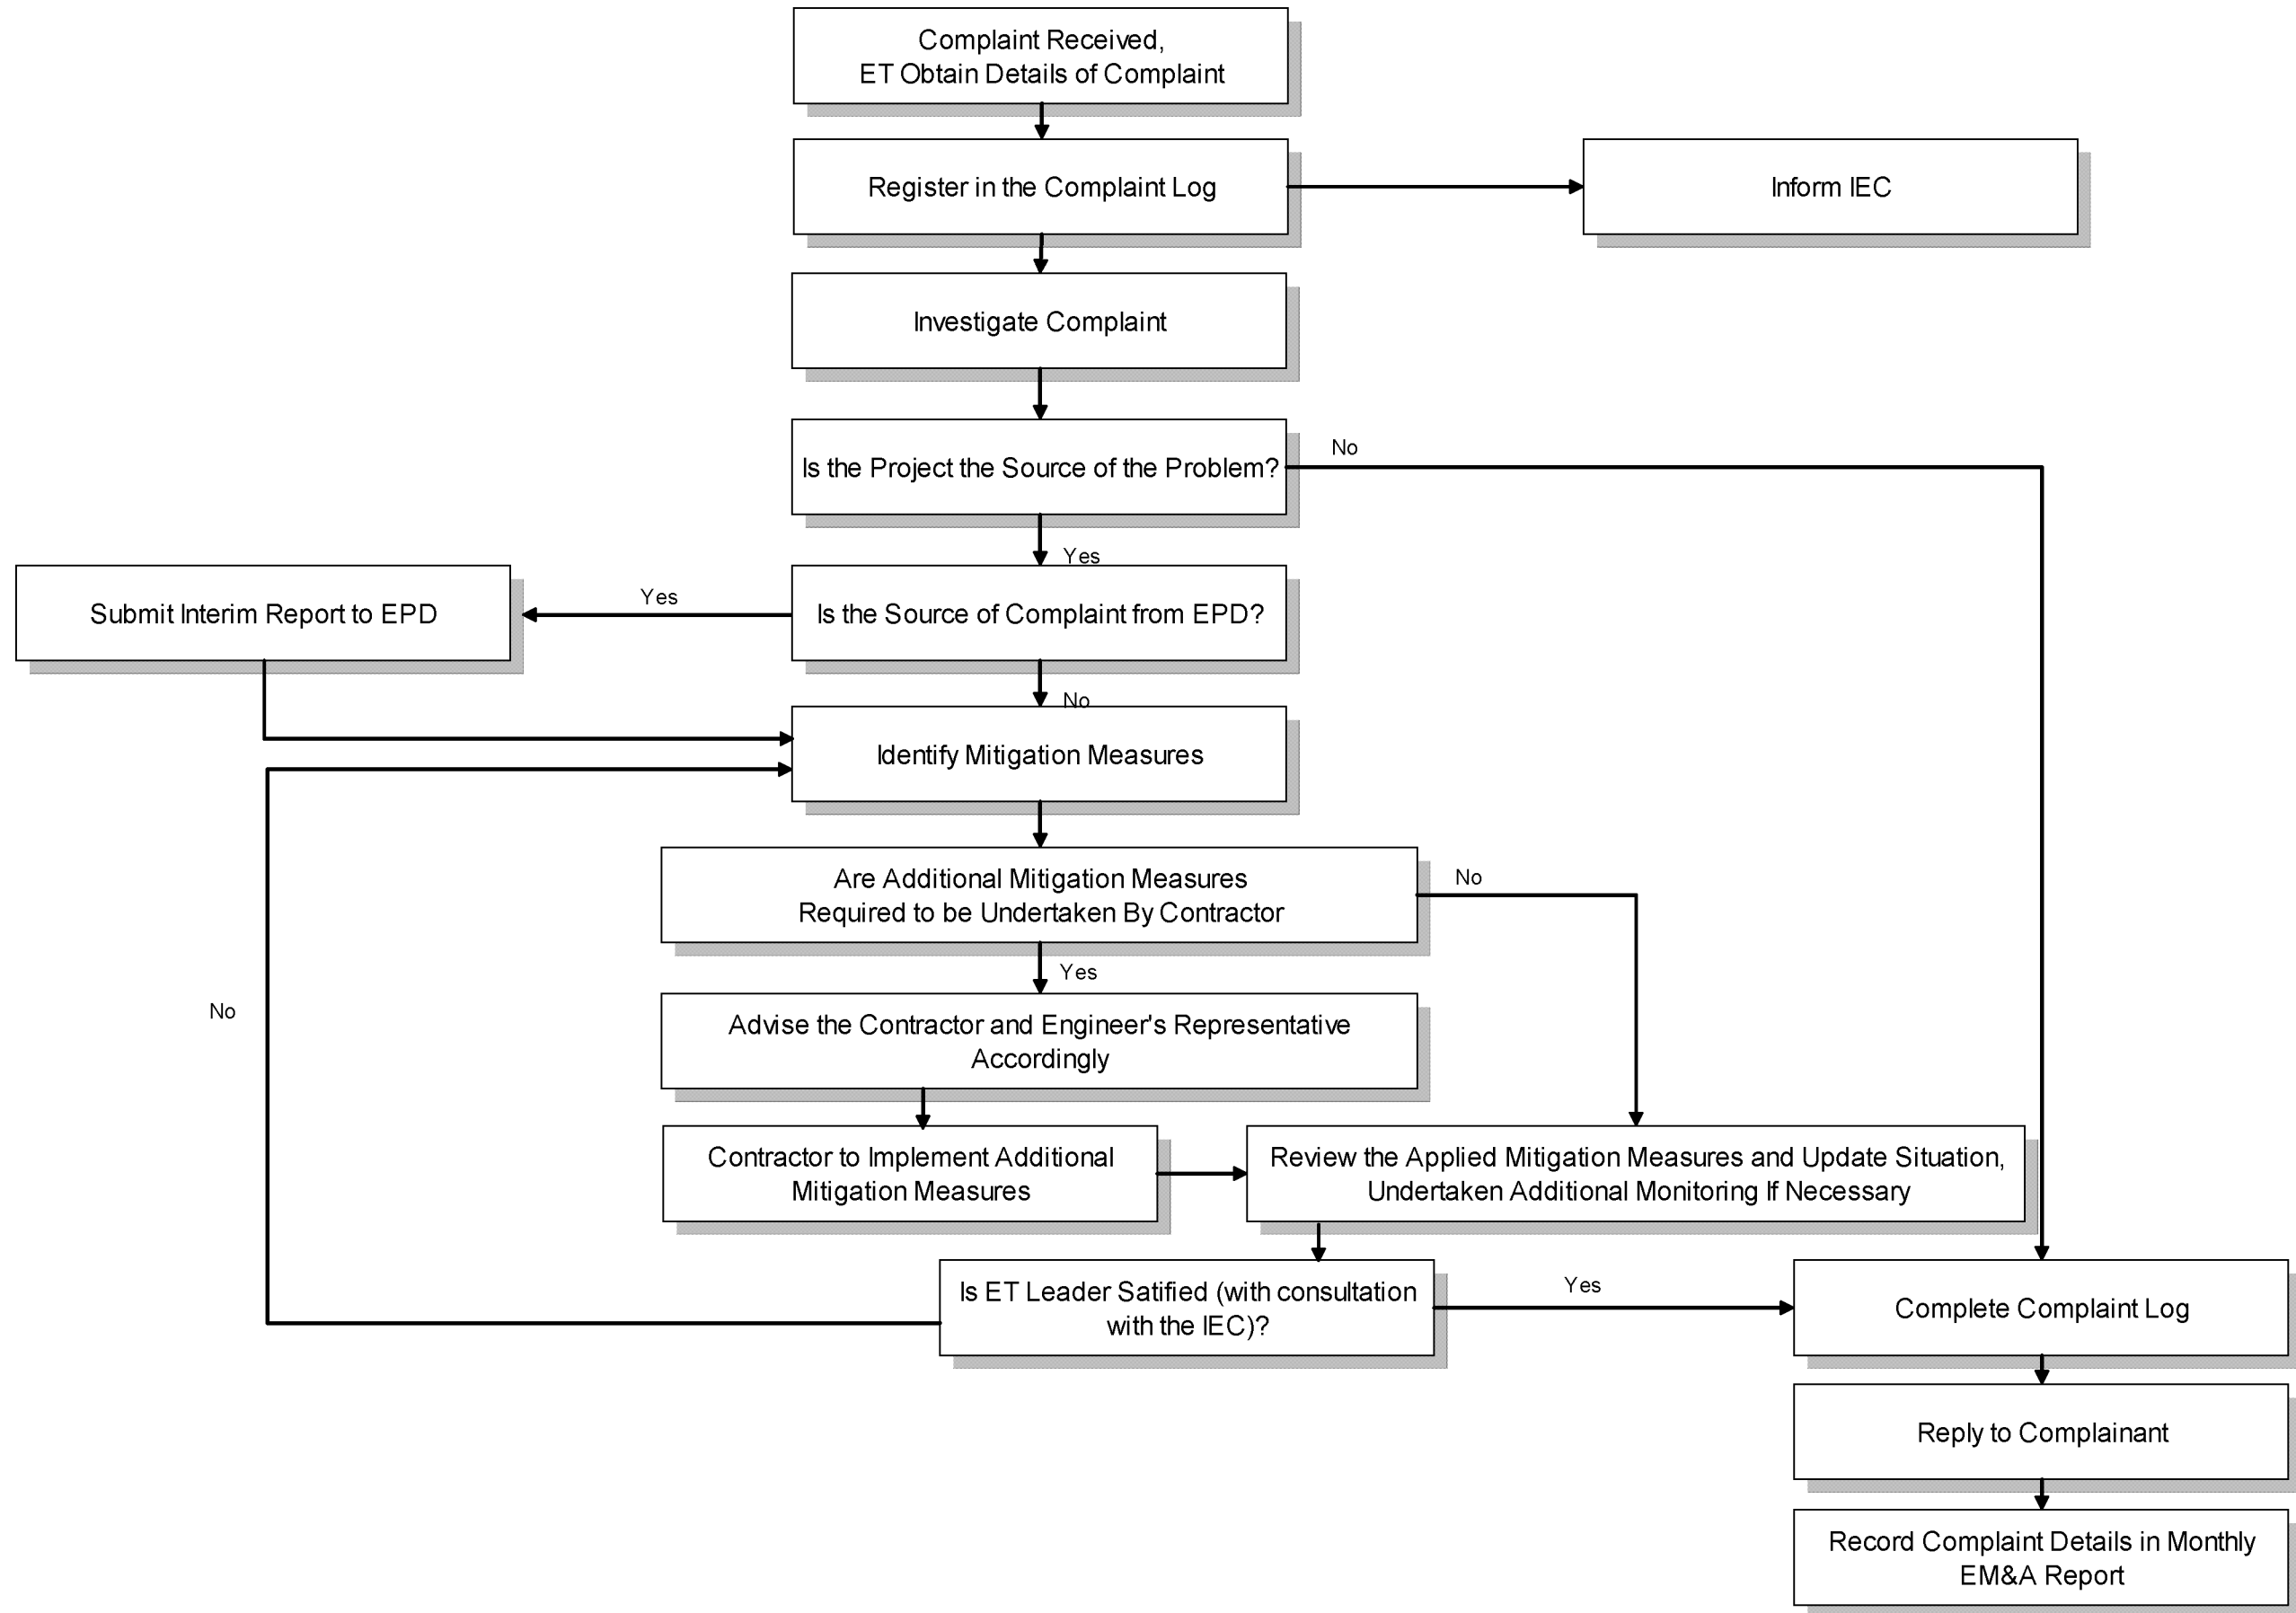 Complaint Received,
ET Obtain Details of Complaint
Register in the Complaint Log
Inform IEC
Investigate Complaint
Is the Project the Source of the Problem?
No
Yes
Submit Interim Report to EPD
Yes
Is the Source of Complaint from EPD?
No
Identify Mitigation Measures
Are Additional Mitigation Measures
Required to be Undertaken By Contractor
No
Yes
No
Advise the Contractor and Engineer's Representative
Accordingly
Contractor to Implement Additional
Mitigation Measures
Review the Applied Mitigation Measures and Update Situation,
Undertaken Additional Monitoring If Necessary
Is ET Leader Satified (with consultation
with the IEC)?
Yes
Complete Complaint Log
Reply to Complainant
Record Complaint Details in Monthly
EM&A Report